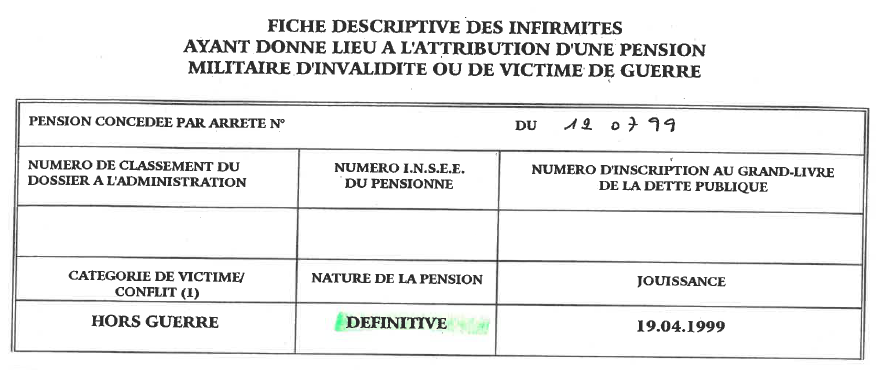 FICHE DESCRIPTIVE DES INFIRMITES
AYANT DONNE LIEU A L'ATTRIBUTION D'UNE PENSION
MILITAIRE D'INVALIDITE OU DE VICTIME DE GUERRE
PENSION CONCEDEE PAR ARRETE N° DU 12 07 99
NUMERO DE CLASSEMENT DU
DOSSIER A L'ADMINISTRATION
NUMERO I.N.S.E.E.
DU PENSIONNE
NUMERO D'INSCRIPTION AU GRAND-LIVRE
DE LA DETTE PUBLIQUE
CATEGORIE DE VICTIME/
CONFLIT (1)
NATURE DE LA PENSION
JOUISSANCE
HORS GUERRE
DEFINITIVE
19.04.1999